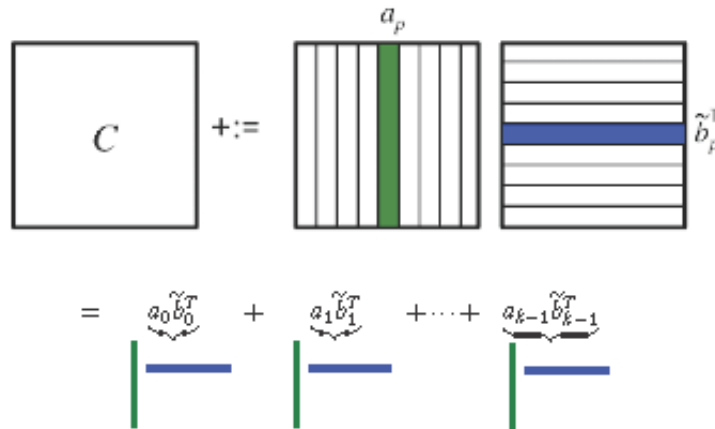 a_p
C +:= b̃_p^T
= a_0 b̃_0^T + a_1 b̃_1^T + ··· + a_{k−1} b̃_{k−1}^T